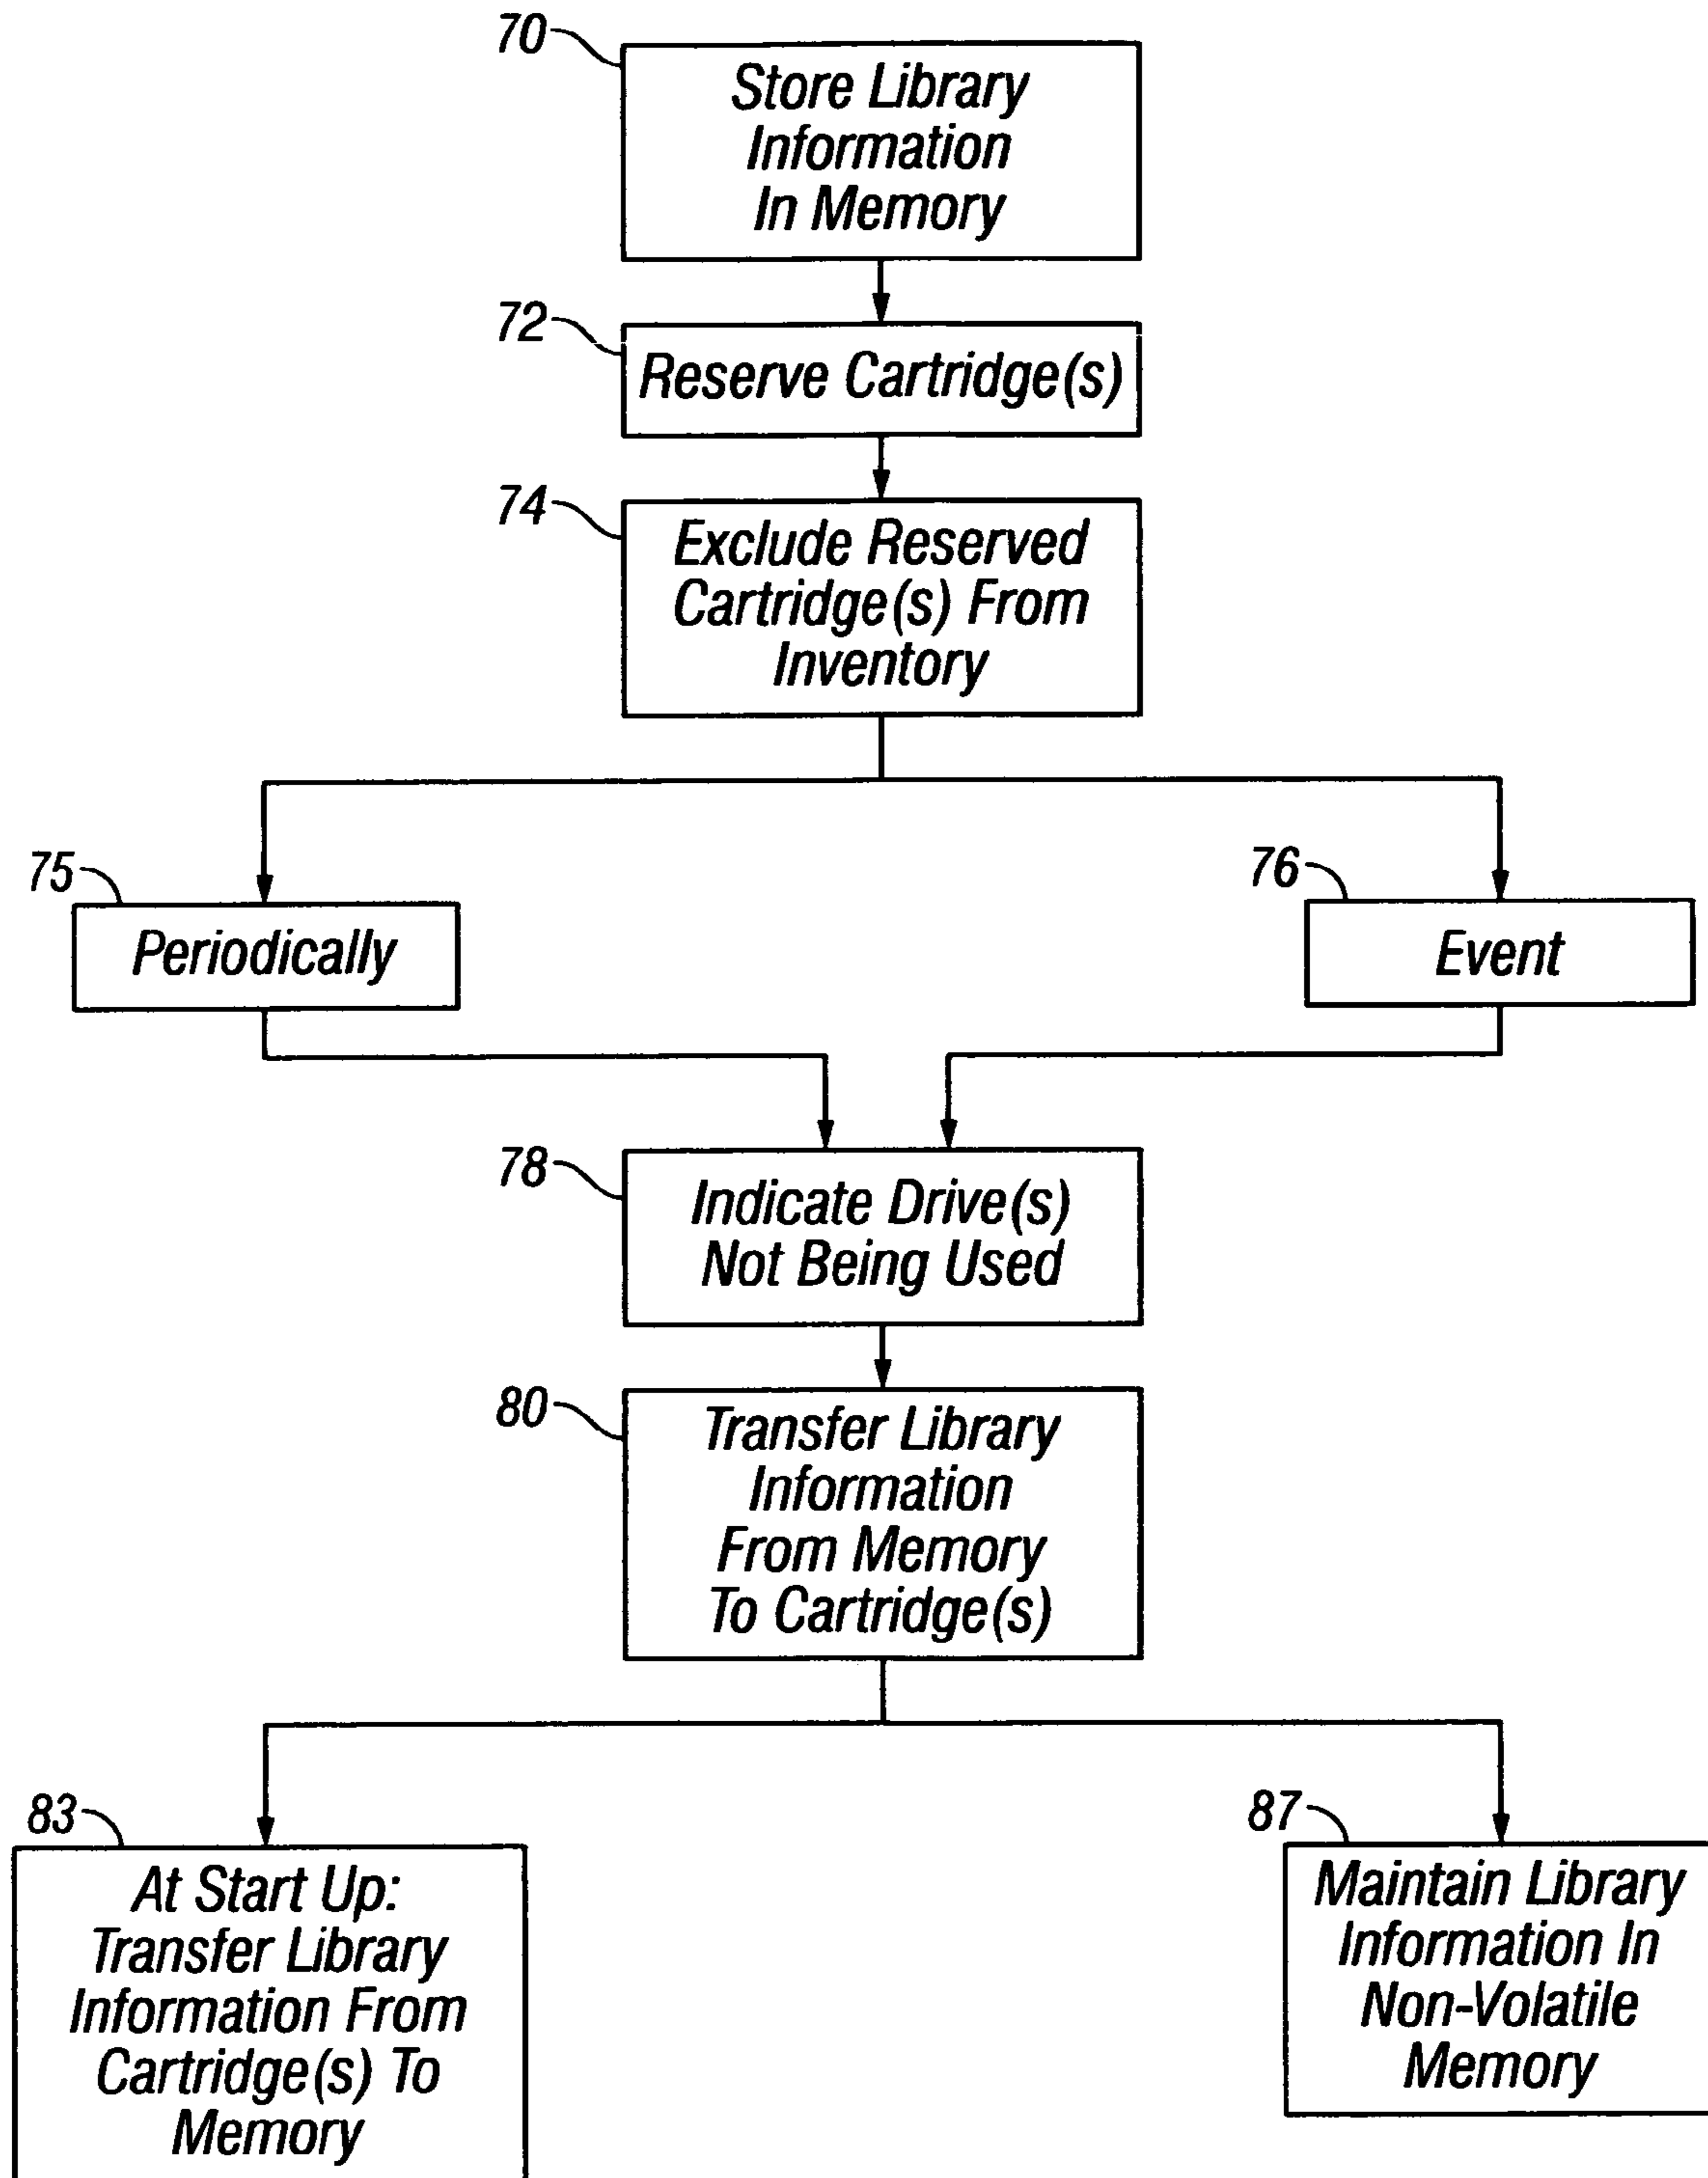 70
Store Library
Information
In Memory
72
Reserve Cartridge(s)
74
Exclude Reserved
Cartridge(s) From
Inventory
75
Periodically
76
Event
78
Indicate Drive(s)
Not Being Used
80
Transfer Library
Information
From Memory
To Cartridge(s)
83
At Start Up:
Transfer Library
Information From
Cartridge(s) To
Memory
87
Maintain Library
Information In
Non-Volatile
Memory